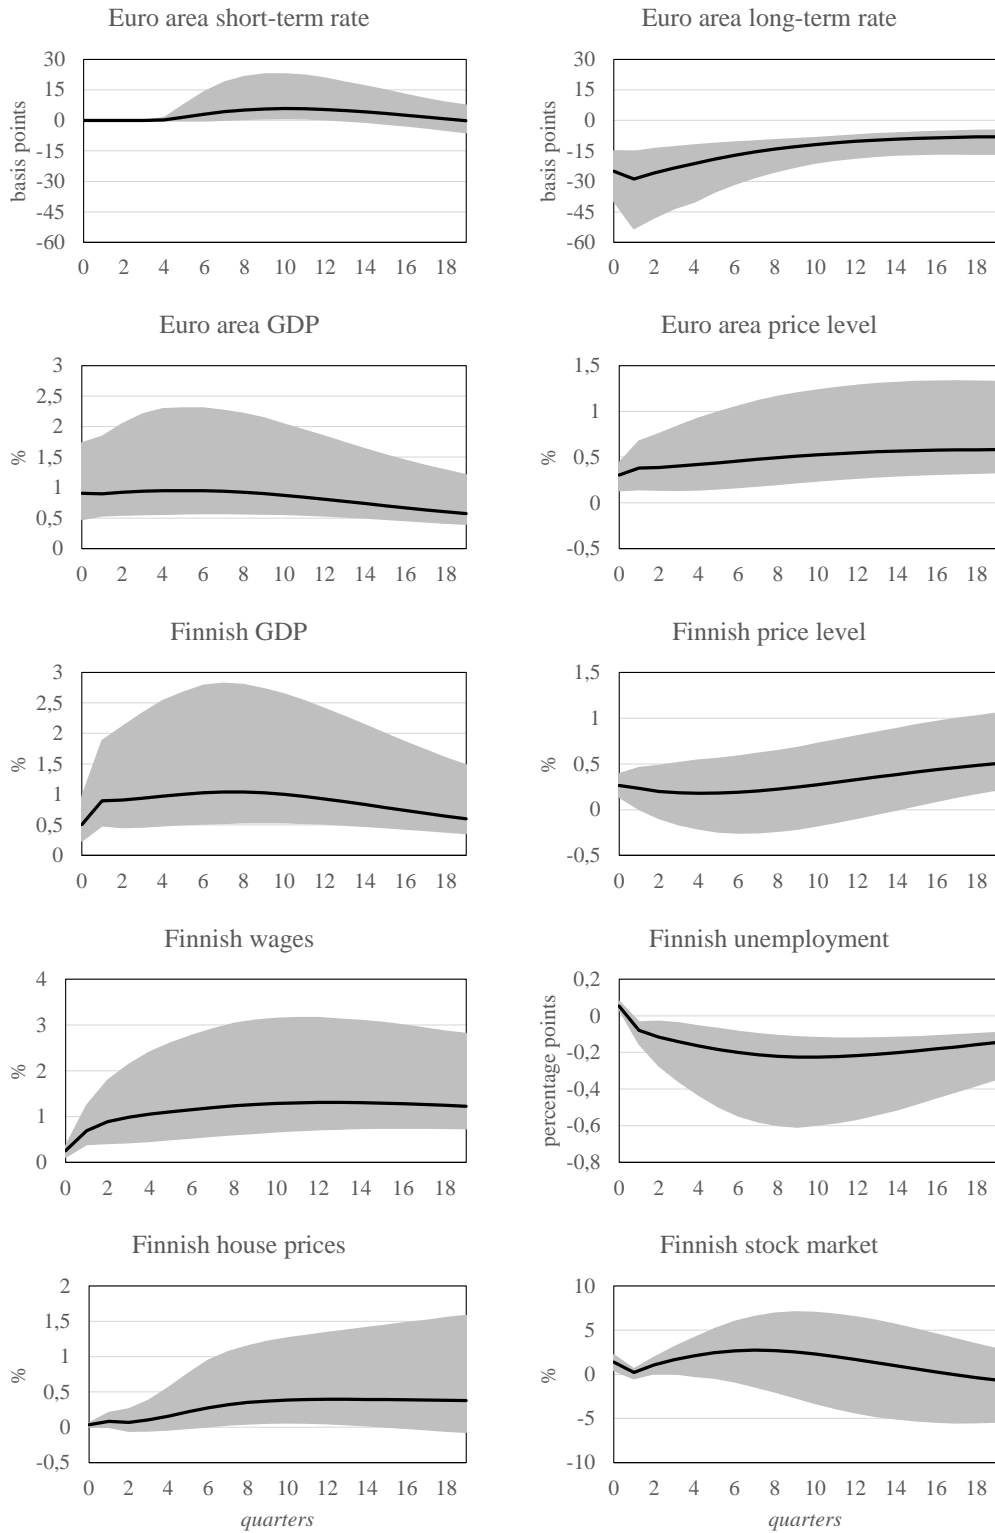 Euro area short-term rate
30
15
0
-15
-30
-45
-60
basis points
0 2 4 6 8 10 12 14 16 18
Euro area long-term rate
30
15
0
-15
-30
-45
-60
basis points
0 2 4 6 8 10 12 14 16 18
Euro area GDP
3
2,5
2
1,5
1
0,5
0
%
0 2 4 6 8 10 12 14 16 18
Euro area price level
1,5
1
0,5
0
-0,5
%
0 2 4 6 8 10 12 14 16 18
Finnish GDP
3
2,5
2
1,5
1
0,5
0
%
0 2 4 6 8 10 12 14 16 18
Finnish price level
1,5
1
0,5
0
-0,5
%
0 2 4 6 8 10 12 14 16 18
Finnish wages
4
3
2
1
0
%
0 2 4 6 8 10 12 14 16 18
Finnish unemployment
0,2
0
-0,2
-0,4
-0,6
-0,8
percentage points
0 2 4 6 8 10 12 14 16 18
Finnish house prices
2
1,5
1
0,5
0
-0,5
%
0 2 4 6 8 10 12 14 16 18
quarters
Finnish stock market
10
5
0
-5
-10
%
0 2 4 6 8 10 12 14 16 18
quarters